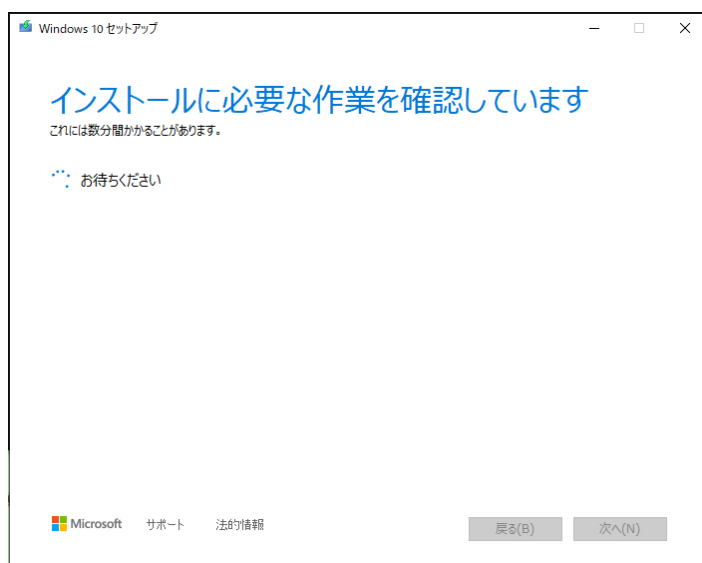 Windows 10 セットアップ
インストールに必要な作業を確認しています
これには数分間かかることがあります。
お待ちください
Microsoft サポート 法的情報 戻る(B) 次へ(N)